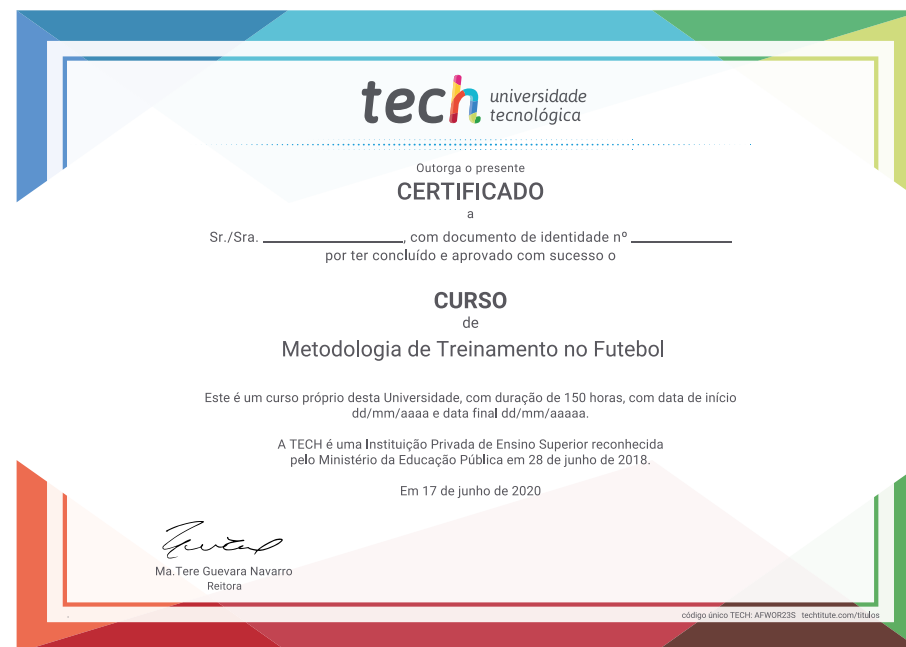 tech universidade
tecnológica
Outorga o presente
CERTIFICADO
a
Sr./Sra. ____________________, com documento de identidade nº ______________
por ter concluído e aprovado com sucesso o
CURSO
de
Metodologia de Treinamento no Futebol
Este é um curso próprio desta Universidade, com duração de 150 horas, com data de início
dd/mm/aaaa e data final dd/mm/aaaaa.
A TECH é uma Instituição Privada de Ensino Superior reconhecida
pelo Ministério da Educação Pública em 28 de junho de 2018.
Em 17 de junho de 2020
Ma.Tere Guevara Navarro
Reitora
código único TECH: AFWOR23S techtitute.com/titulos